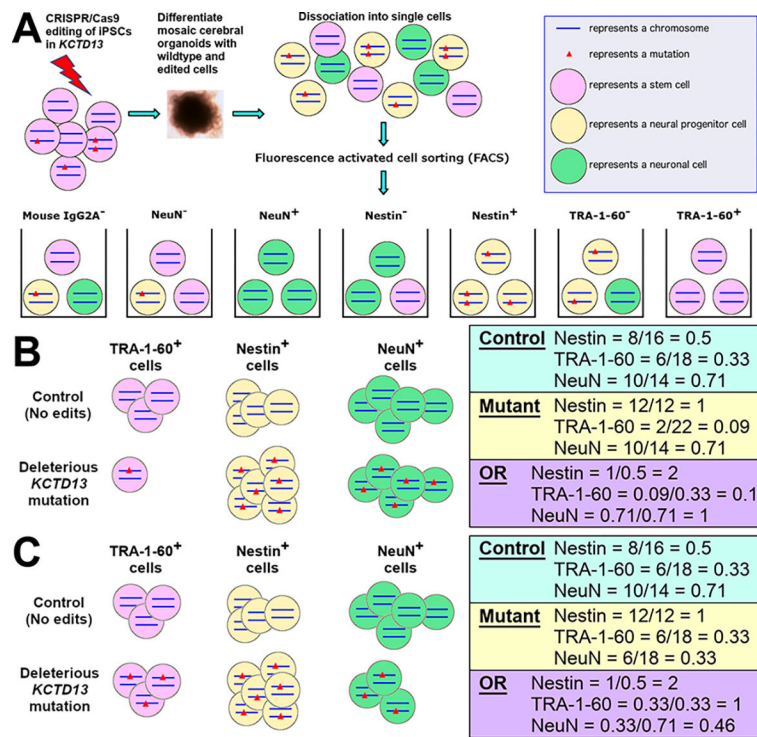 A
CRISPR/Cas9
editing of iPSCs
in KCTD13
Differentiate
mosaic cerebral
organoids with
wildtype and
edited cells
Dissociation into single cells
Fluorescence activated cell sorting (FACS)
represents a chromosome
represents a mutation
represents a stem cell
represents a neural progenitor cell
represents a neuronal cell
Mouse IgG2A⁻
NeuN⁻
NeuN⁺
Nestin⁻
Nestin⁺
TRA-1-60⁻
TRA-1-60⁺
B
TRA-1-60⁺
cells
Nestin⁺
cells
NeuN⁺
cells
Control
(No edits)
Deleterious
KCTD13
mutation
Control Nestin = 8/16 = 0.5
TRA-1-60 = 6/18 = 0.33
NeuN = 10/14 = 0.71
Mutant Nestin = 12/12 = 1
TRA-1-60 = 2/22 = 0.09
NeuN = 10/14 = 0.71
OR Nestin = 1/0.5 = 2
TRA-1-60 = 0.09/0.33 = 0.1
NeuN = 0.71/0.71 = 1
C
TRA-1-60⁺
cells
Nestin⁺
cells
NeuN⁺
cells
Control
(No edits)
Deleterious
KCTD13
mutation
Control Nestin = 8/16 = 0.5
TRA-1-60 = 6/18 = 0.33
NeuN = 10/14 = 0.71
Mutant Nestin = 12/12 = 1
TRA-1-60 = 6/18 = 0.33
NeuN = 6/18 = 0.33
OR Nestin = 1/0.5 = 2
TRA-1-60 = 0.33/0.33 = 1
NeuN = 0.33/0.71 = 0.46